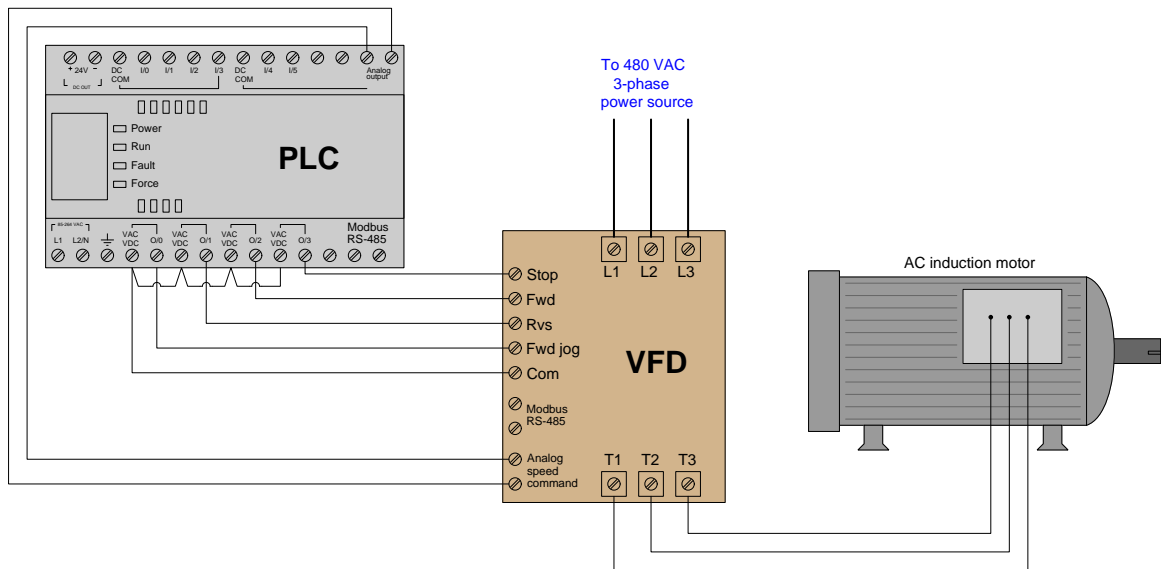 + 24V −
DC OUT
DC COM
I/0
I/1
I/2
I/3
DC COM
I/4
I/5
Analog output
Power
Run
Fault
Force
PLC
85-264 VAC
L1
L2/N
VAC VDC
O/0
VAC VDC
O/1
VAC VDC
O/2
VAC VDC
O/3
Modbus
RS-485
To 480 VAC
3-phase
power source
L1
L2
L3
Stop
Fwd
Rvs
Fwd jog
Com
Modbus
RS-485
Analog
speed
command
VFD
T1
T2
T3
AC induction motor